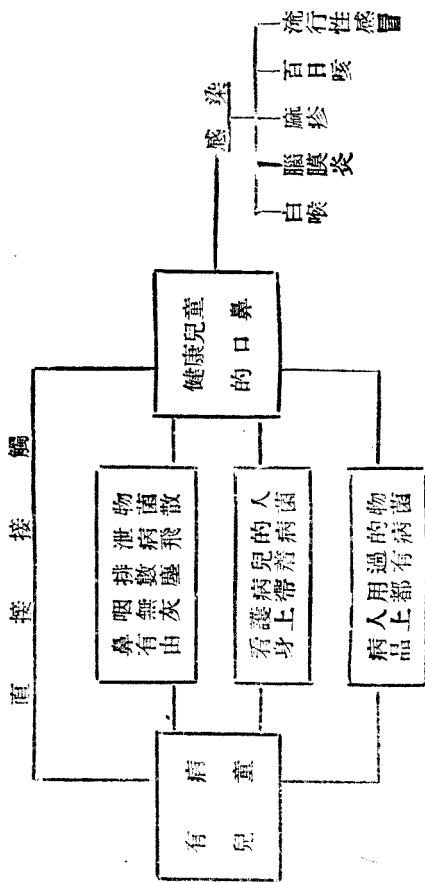 直接接觸
有病
兒童
鼻咽排泄物
有無數病菌
由灰塵飛散
看護病兒的人
身上帶着病菌
病人用過的物
品上都有病菌
健康兒童
的口鼻
感染
流行性感冒
百日咳
麻疹
腦膜炎
白喉